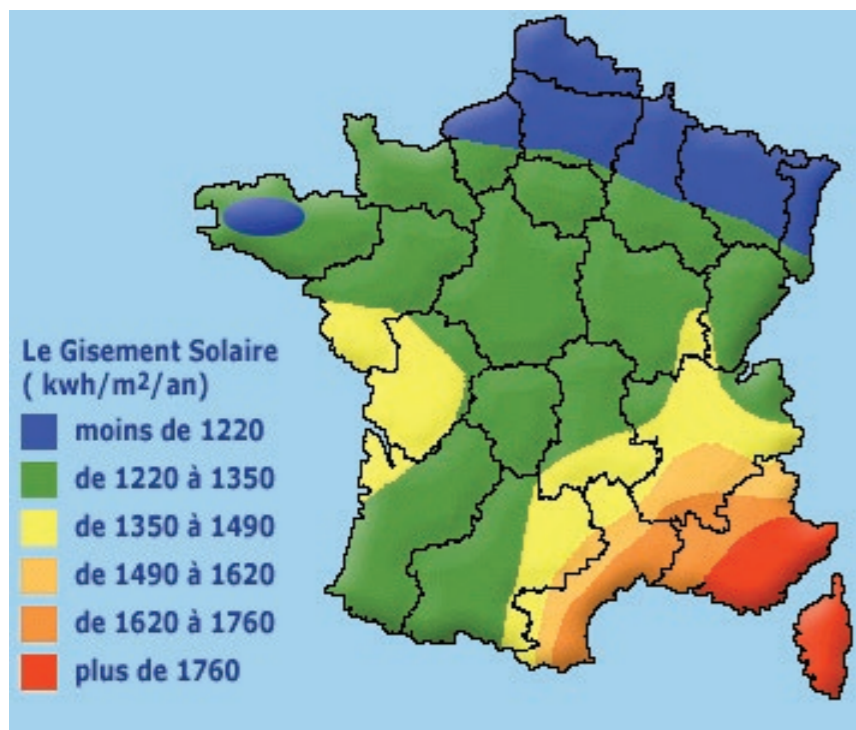 Le Gisement Solaire
( kwh/m²/an)
moins de 1220
de 1220 à 1350
de 1350 à 1490
de 1490 à 1620
de 1620 à 1760
plus de 1760